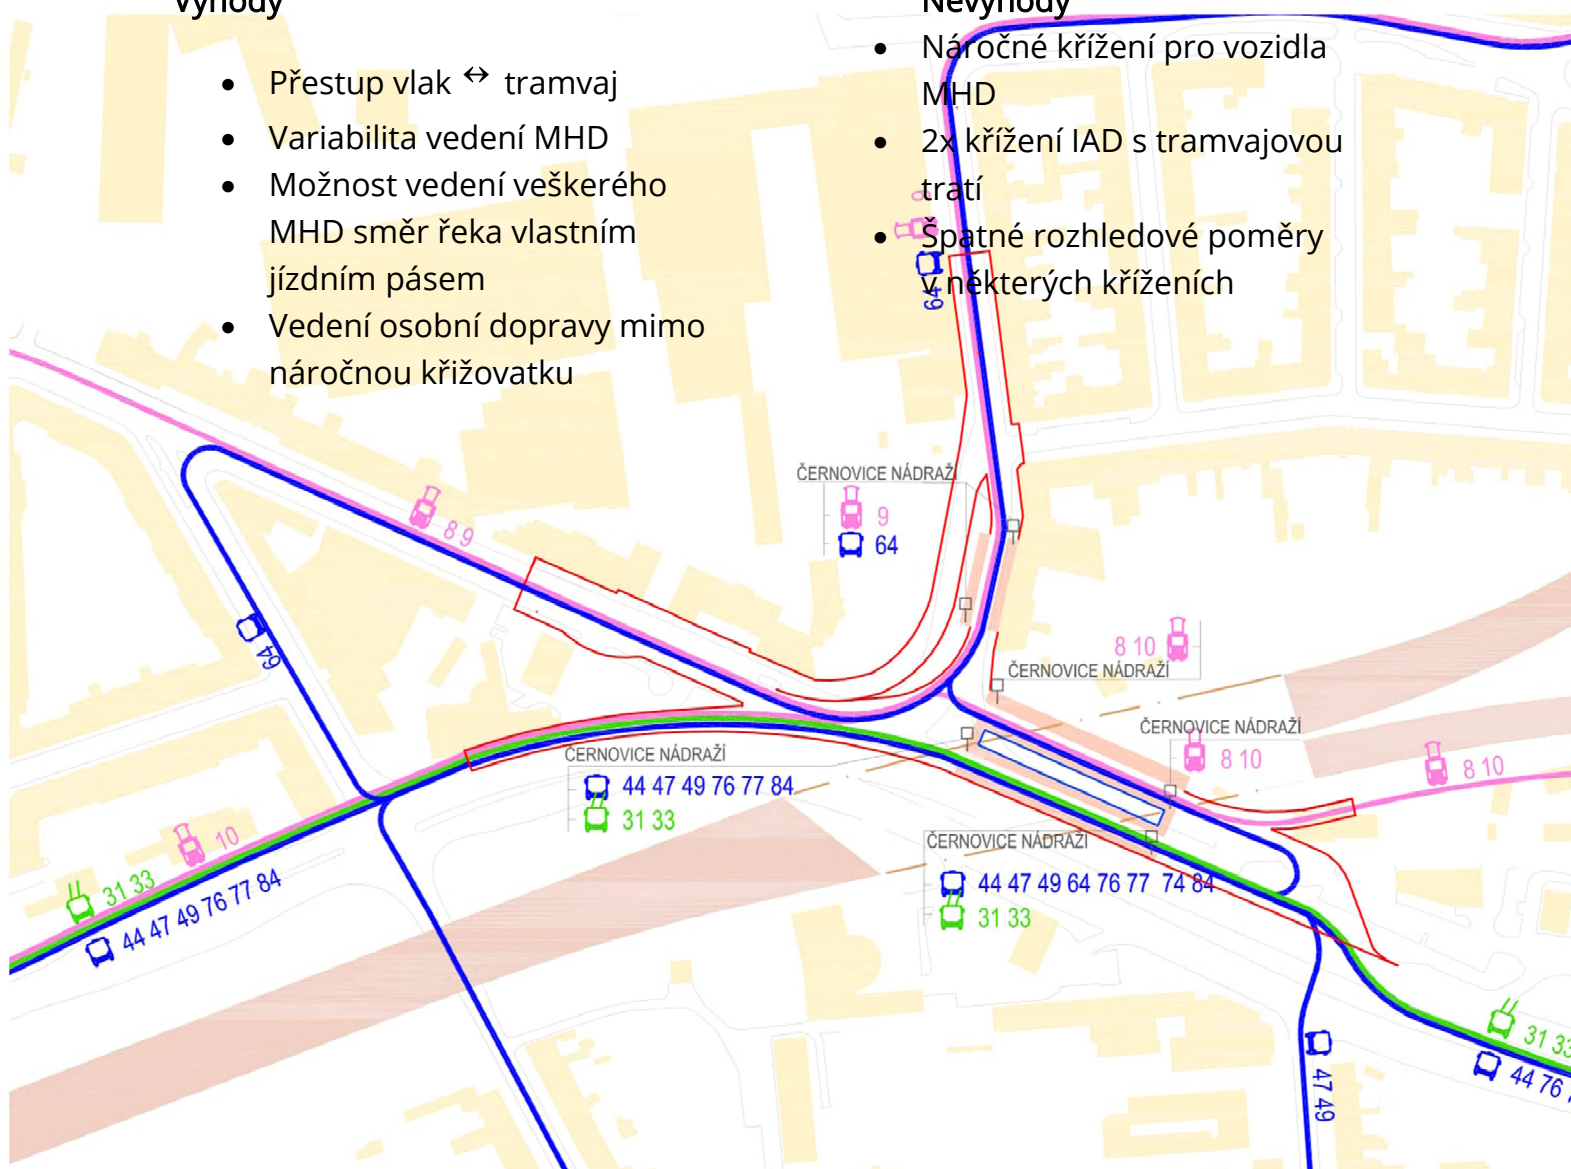 Výhody
Přestup vlak ↔ tramvaj
Variabilita vedení MHD
Možnost vedení veškerého
MHD směr řeka vlastním
jízdním pásem
Vedení osobní dopravy mimo
náročnou křižovatku
Nevýhody
Náročné křížení pro vozidla
MHD
2x křížení IAD s tramvajovou
tratí
Špatné rozhledové poměry
v některých kříženích
9
64
8 9
ČERNOVICE NÁDRAŽÍ
9
64
64
8 10
ČERNOVICE NÁDRAŽÍ
ČERNOVICE NÁDRAŽÍ
8 10
8 10
ČERNOVICE NÁDRAŽÍ
44 47 49 76 77 84
31 33
10
31 33
44 47 49 76 77 84
ČERNOVICE NÁDRAŽÍ
44 47 49 64 76 77 74 84
31 33
31 33
44 76
47 49